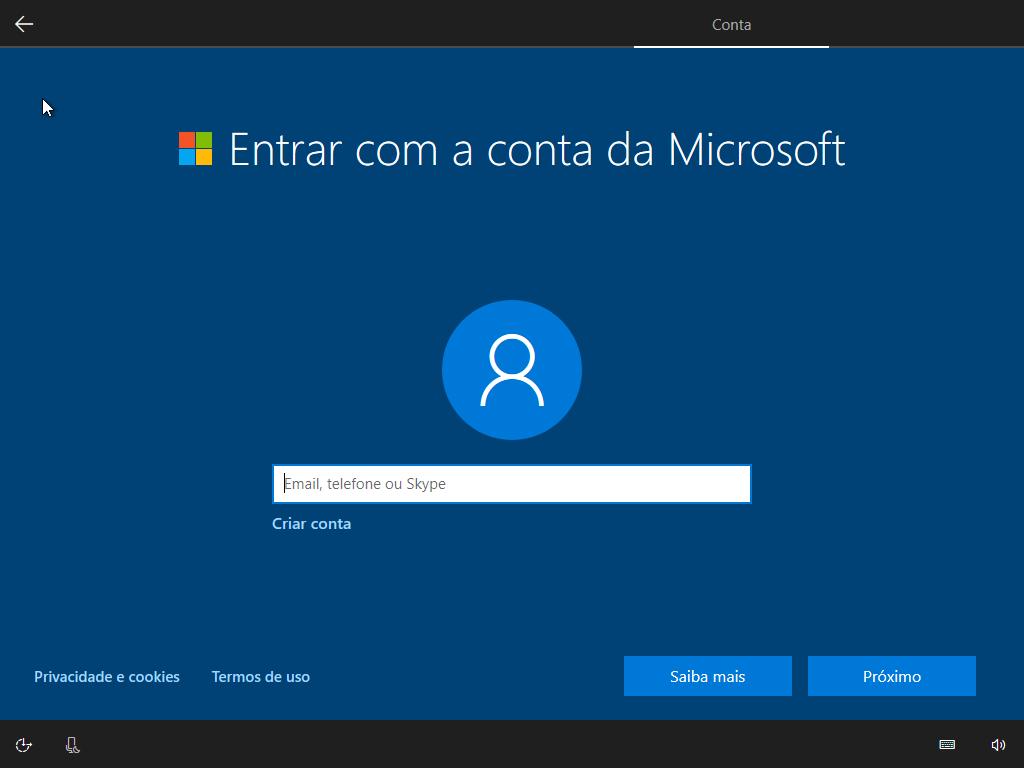 Conta
Entrar com a conta da Microsoft
Email, telefone ou Skype
Criar conta
Privacidade e cookies
Termos de uso
Saiba mais
Próximo